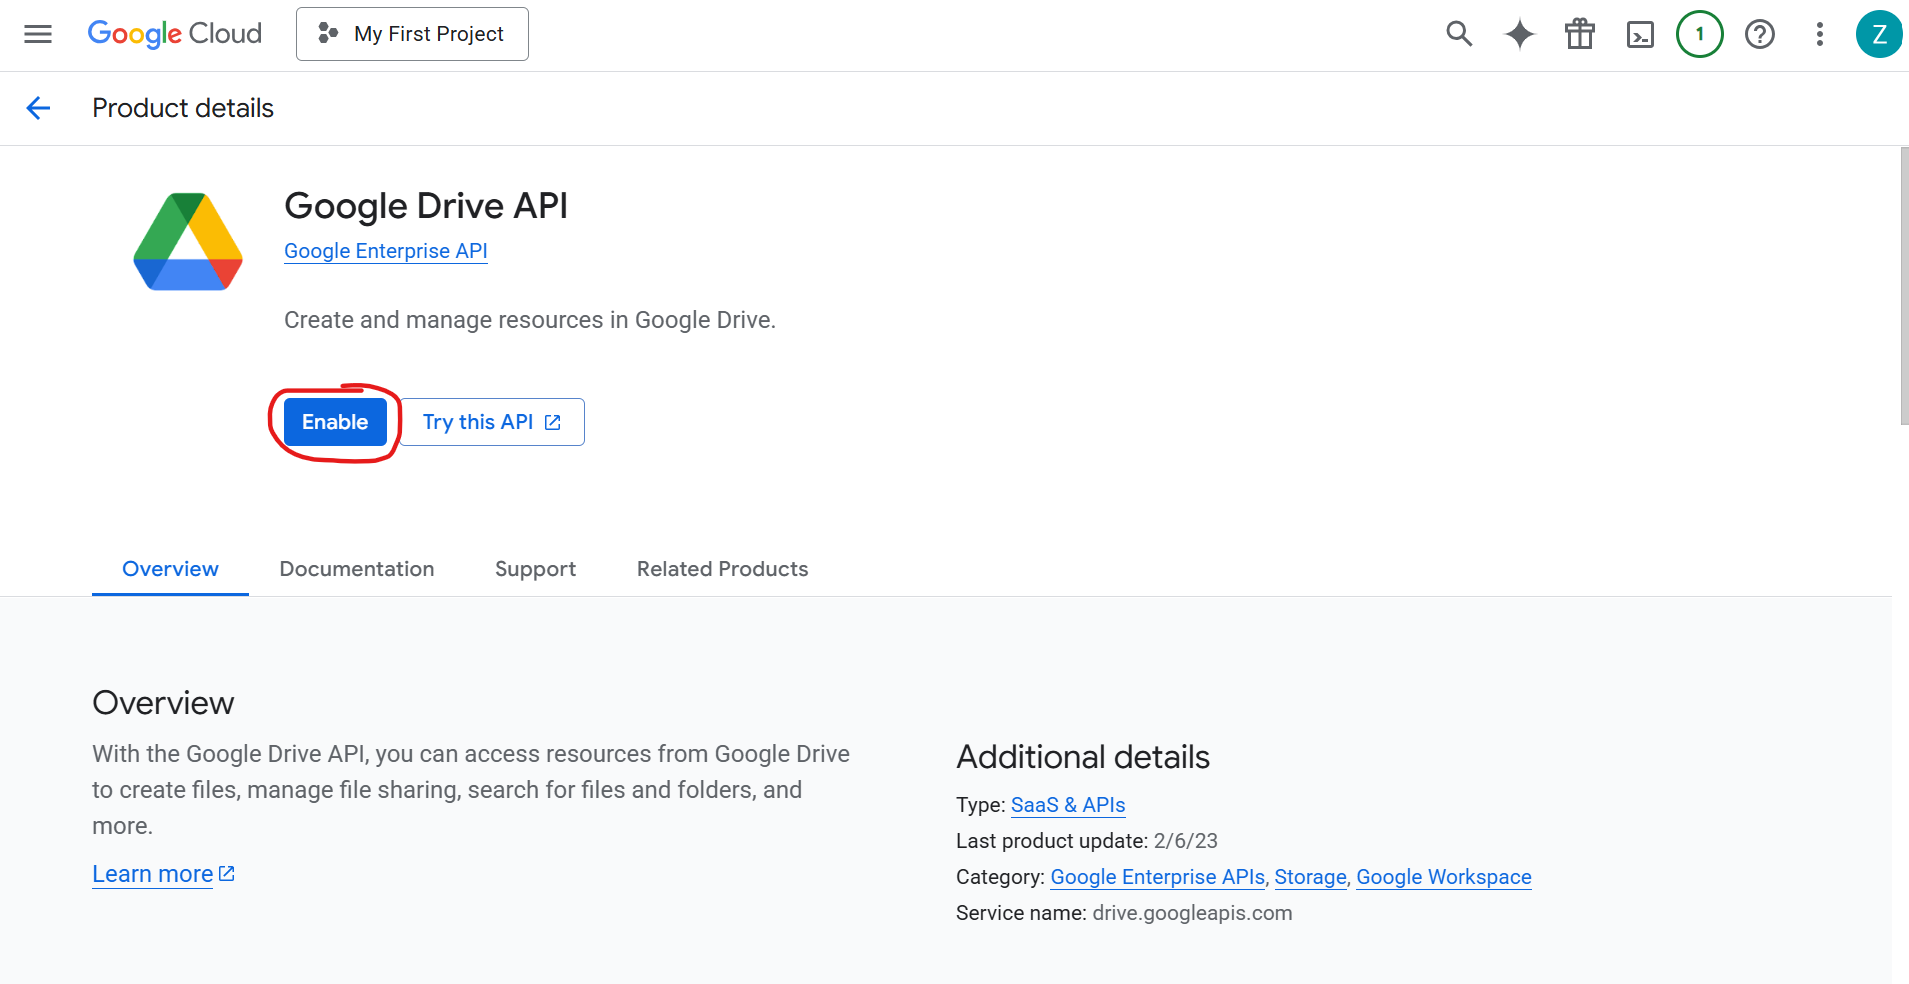 Google Cloud
My First Project
1
Z
Product details
Google Drive API
Google Enterprise API
Create and manage resources in Google Drive.
Enable
Try this API
Overview
Documentation
Support
Related Products
Overview
With the Google Drive API, you can access resources from Google Drive
to create files, manage file sharing, search for files and folders, and
more.
Learn more
Additional details
Type: SaaS & APIs
Last product update: 2/6/23
Category: Google Enterprise APIs, Storage, Google Workspace
Service name: drive.googleapis.com